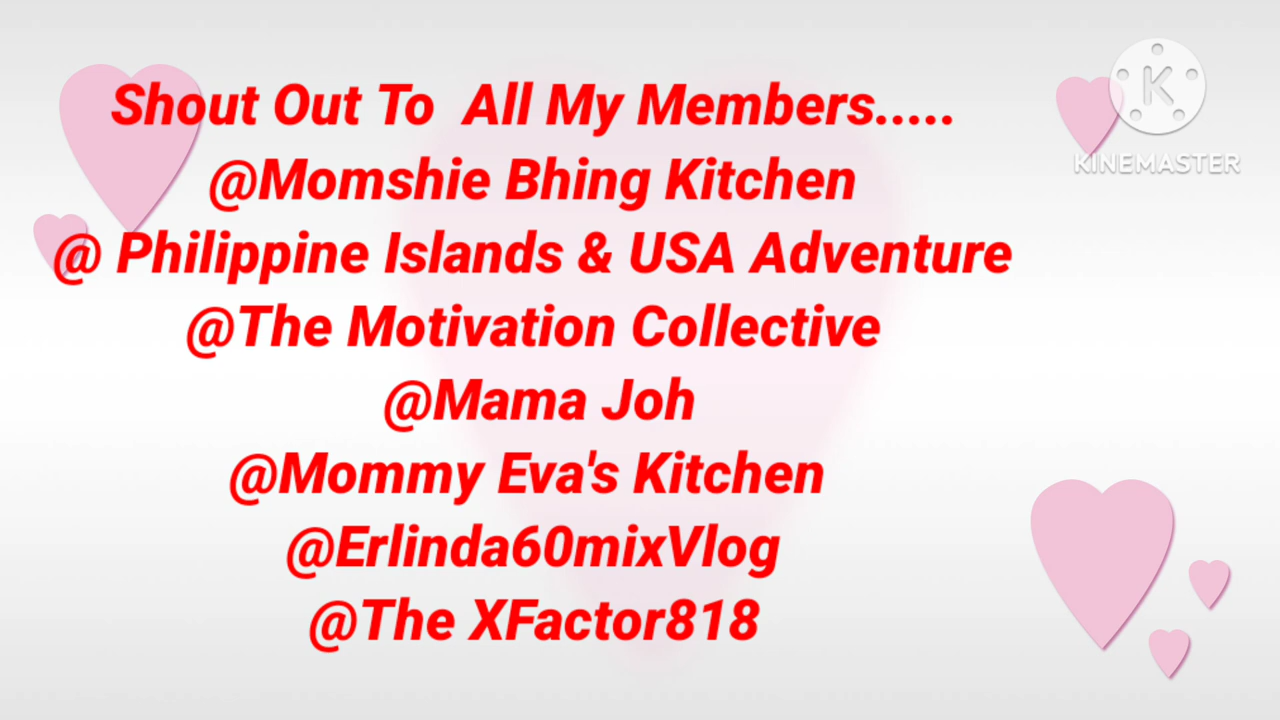 Shout Out To  All My Members.....
@Momshie Bhing Kitchen
@ Philippine Islands & USA Adventure
@The Motivation Collective
@Mama Joh
@Mommy Eva's Kitchen
@Erlinda60mixVlog
@The XFactor818
K
KINEMASTER